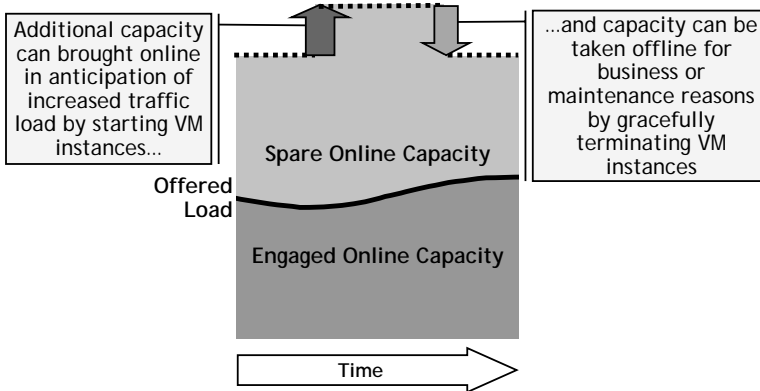 Additional capacity
can brought online
in anticipation of
increased traffic
load by starting VM
instances...
...and capacity can be
taken offline for
business or
maintenance reasons
by gracefully
terminating VM
instances
Spare Online Capacity
Offered
Load
Engaged Online Capacity
Time